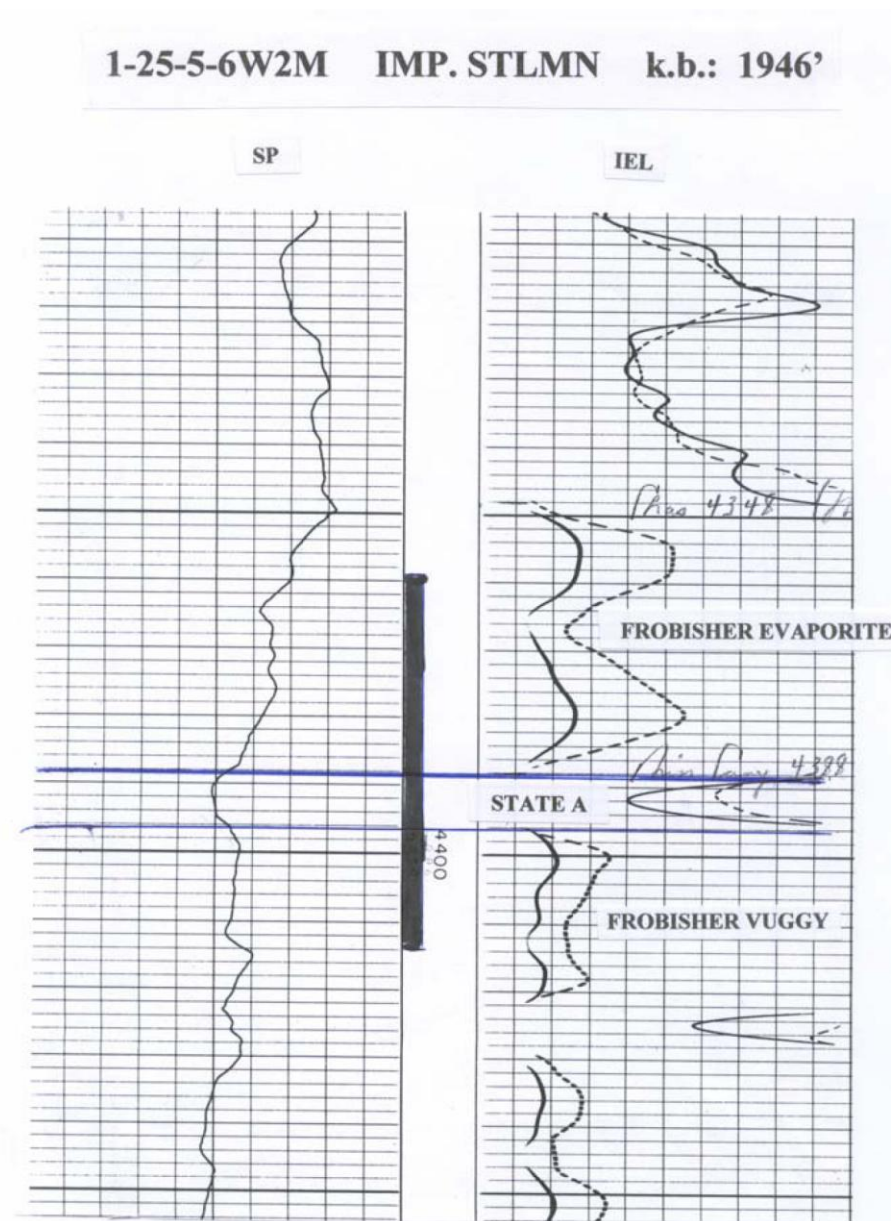 1-25-5-6W2M IMP. STLMN k.b.: 1946’
SP
IEL
4348
FROBISHER EVAPORITE
4388
STATE A
4400
FROBISHER VUGGY